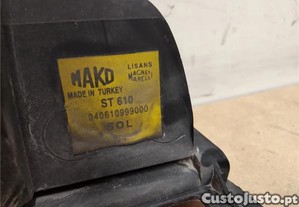 MAKO
LISANS
MAGNETI
MARELLI
MADE IN TURKEY
ST 610
040610999000
SOL
CustoJusto.pt